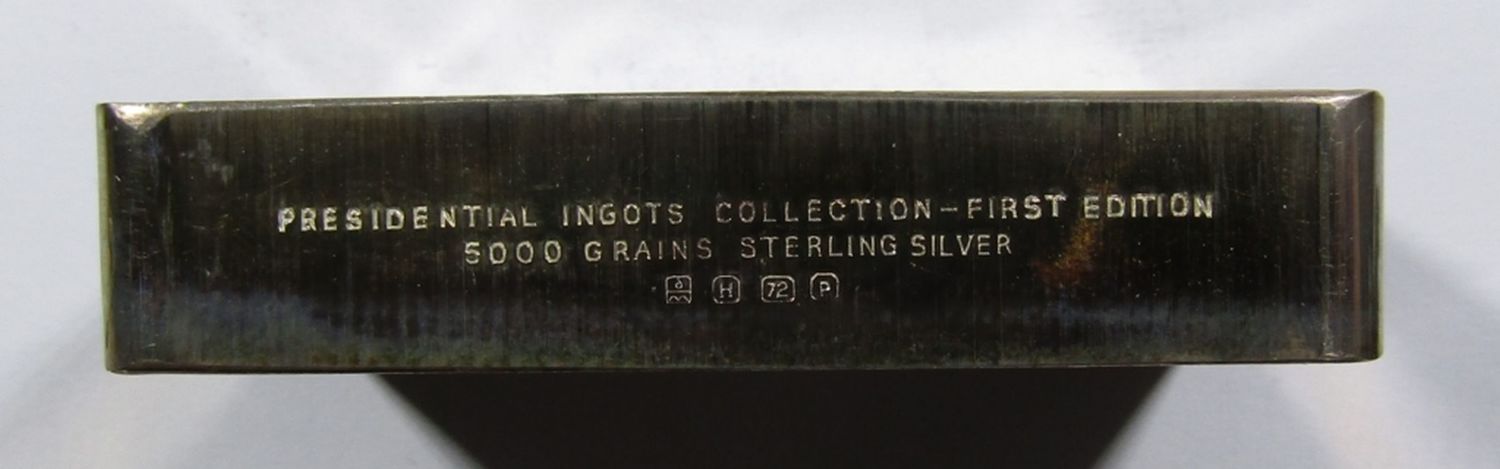 PRESIDENTIAL INGOTS COLLECTION–FIRST EDITION
5000 GRAINS STERLING SILVER
H 72 P